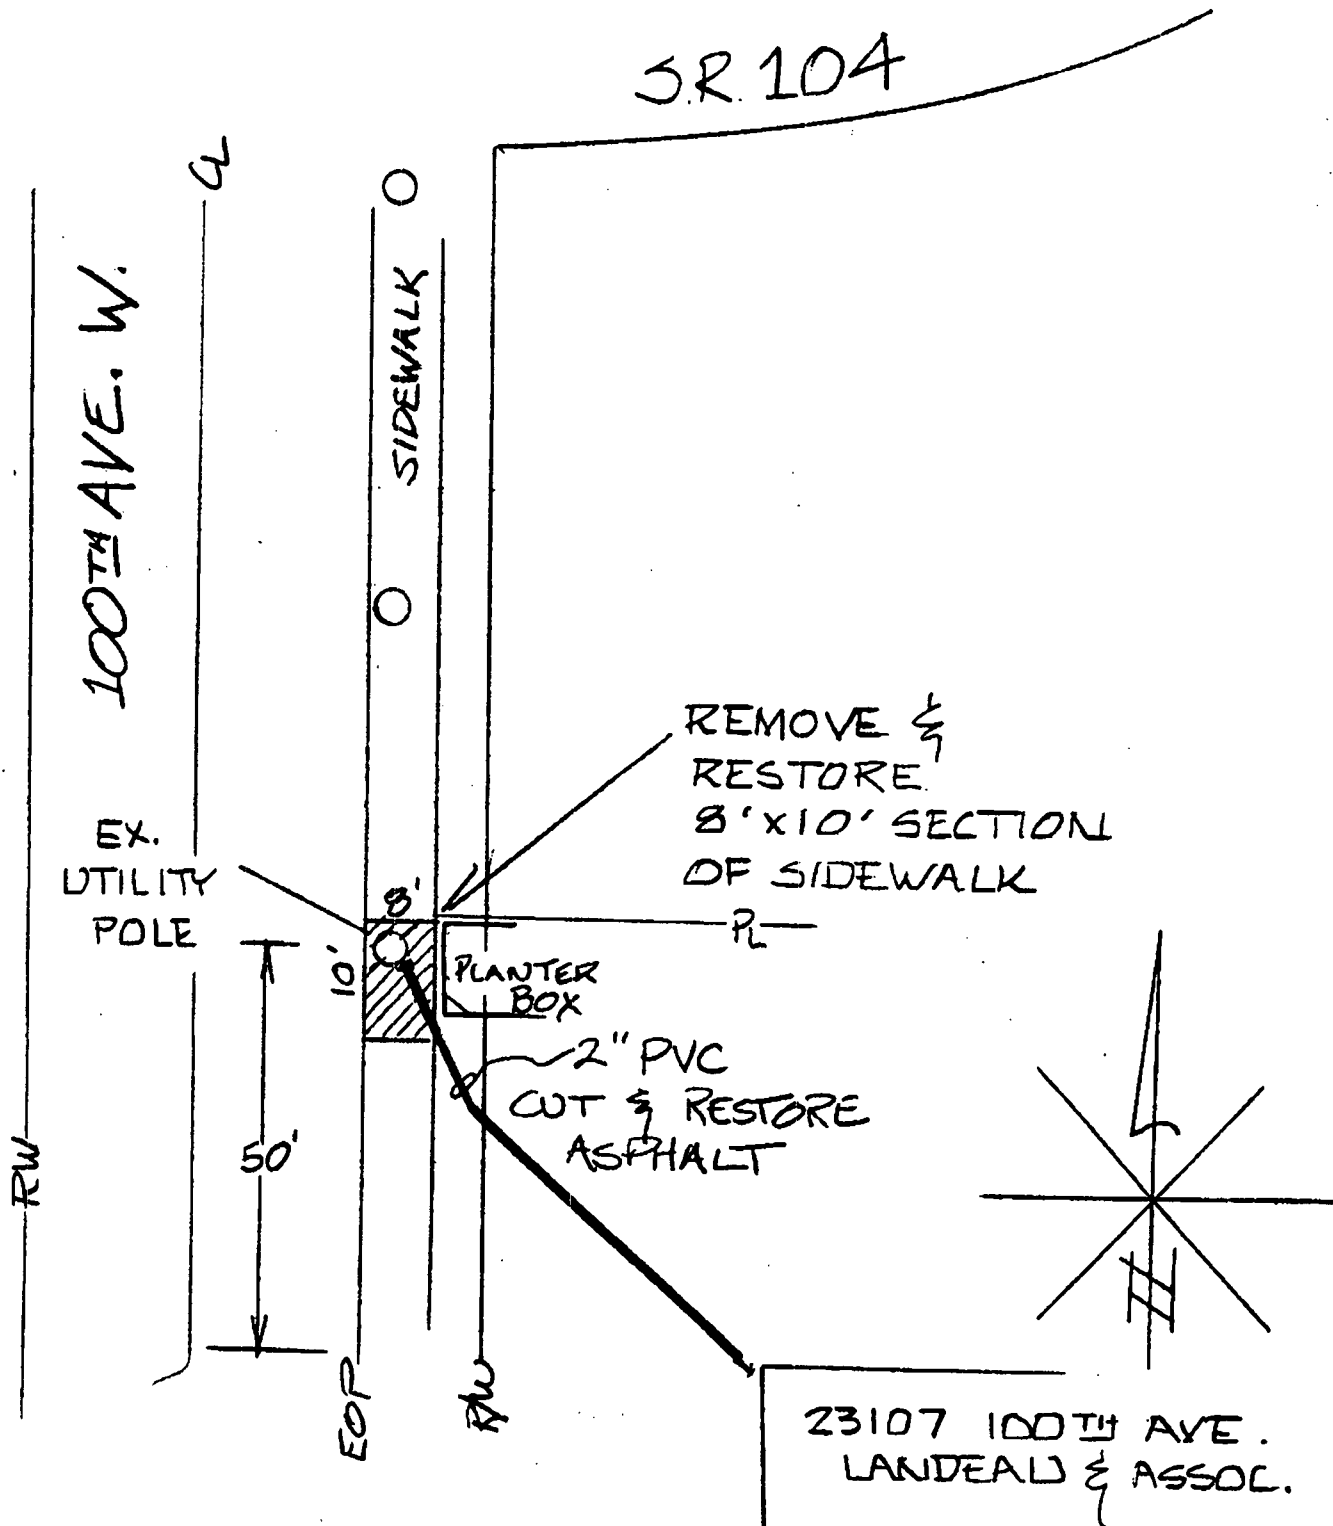 S.R. 104
CL
100TH AVE. W.
SIDEWALK
REMOVE &
RESTORE
8'X10' SECTION
OF SIDEWALK
EX.
UTILITY
POLE
8'
10'
PL
PLANTER
BOX
2" PVC
CUT & RESTORE
ASPHALT
50'
RW
EOP
R/W
N
23107 100TH AVE.
LANDEAU & ASSOC.